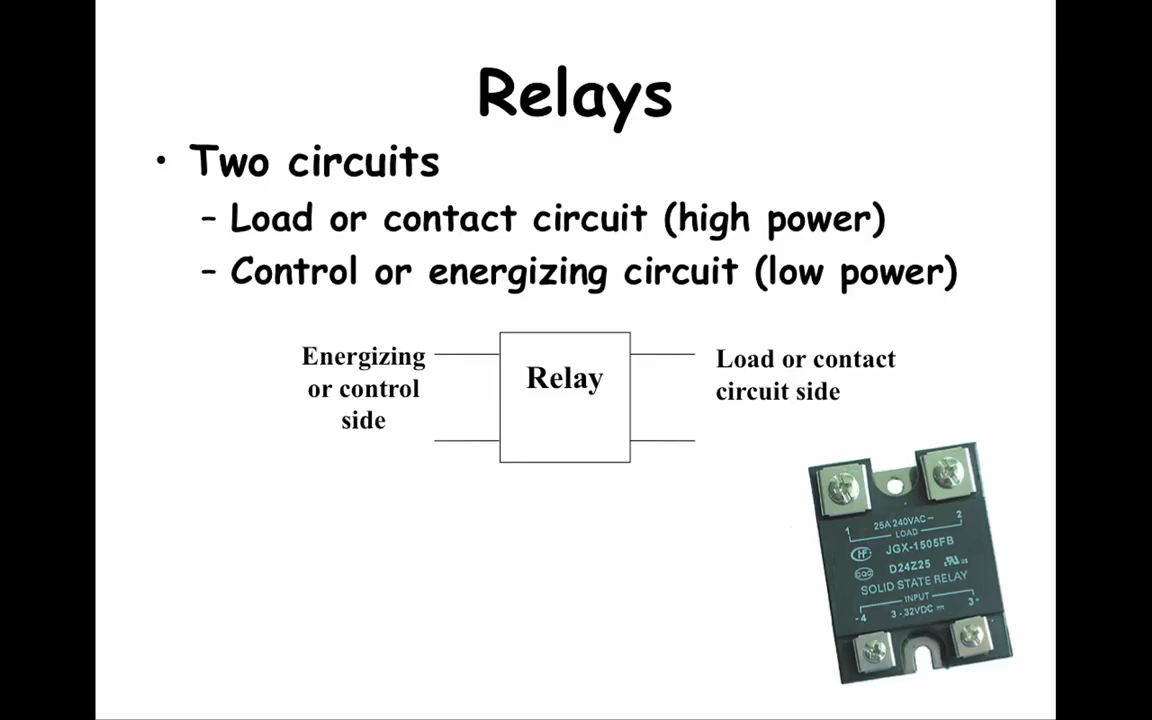 Relays
• Two circuits
– Load or contact circuit (high power)
– Control or energizing circuit (low power)
Energizing
or control
side
Relay
Load or contact
circuit side
1 25A 240VAC~ 2
LOAD
HF JGX-1505FB
cqc D24Z25
SOLID STATE RELAY
INPUT
-4 3-32VDC 3+